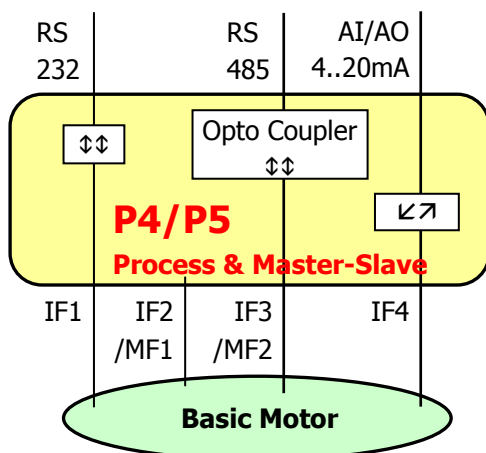 RS RS AI/AO
232 485 4..20mA
Opto Coupler
↕↕ ↕↕
↙↗
P4/P5
Process & Master-Slave
IF1 IF2 IF3 IF4
/MF1 /MF2
Basic Motor